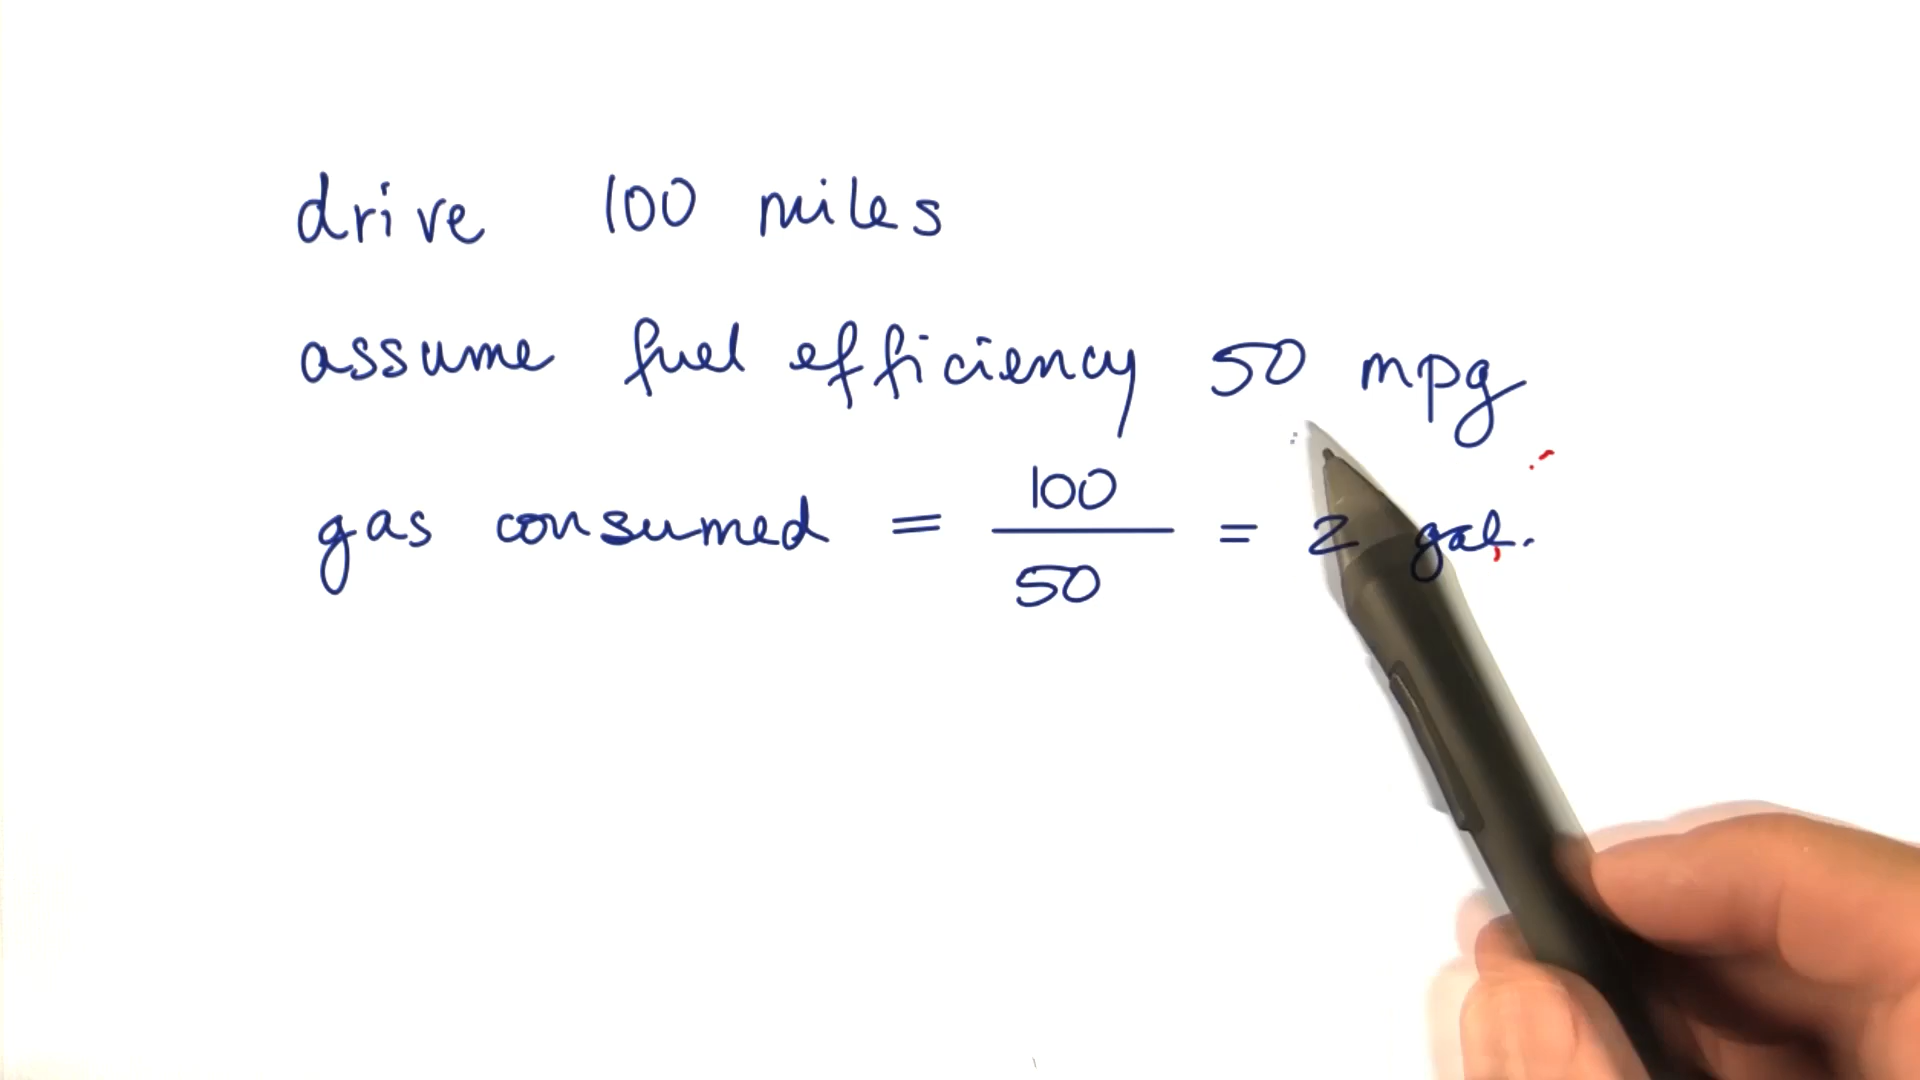 drive 100 miles
assume fuel efficiency 50 mpg
gas consumed = 100/50 = 2 gal.